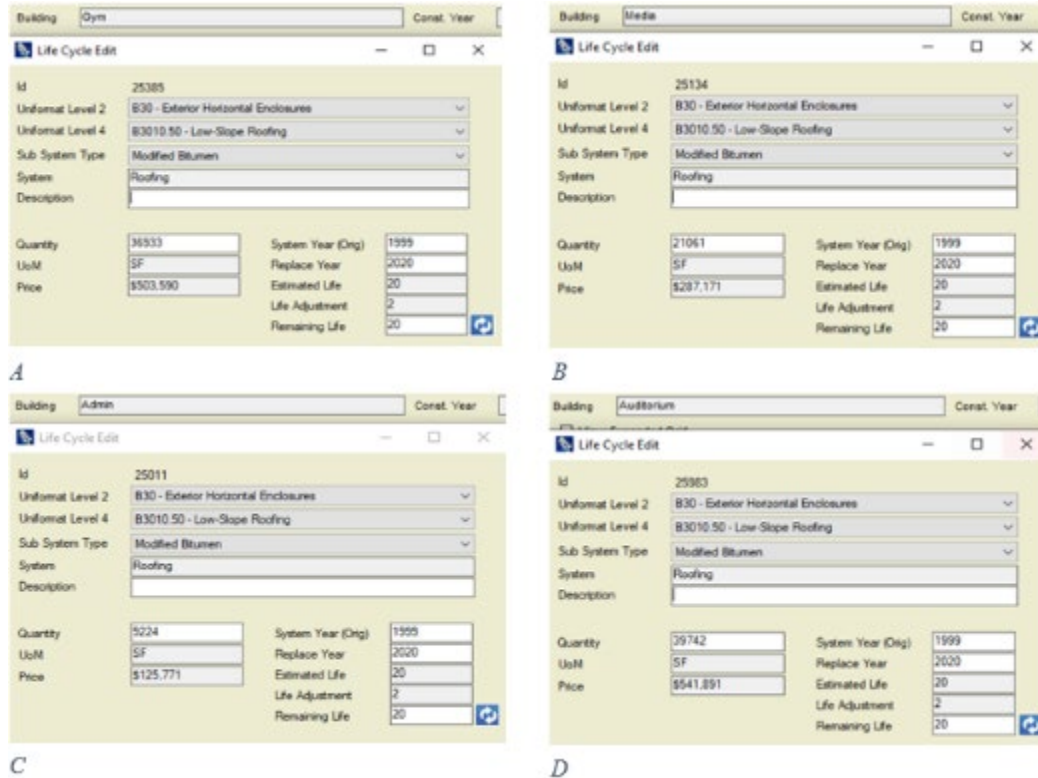 Building Gym Const. Year
Life Cycle Edit
Id 25385
Uniformat Level 2 B30 - Exterior Horizontal Enclosures
Uniformat Level 4 B3010.50 - Low-Slope Roofing
Sub System Type Modified Bitumen
System Roofing
Description
Quantity 36933 System Year (Orig) 1999
UoM SF Replace Year 2020
Price $503,590 Estimated Life 20
Life Adjustment 2
Remaining Life 20
A
Building Media Const. Year
Life Cycle Edit
Id 25134
Uniformat Level 2 B30 - Exterior Horizontal Enclosures
Uniformat Level 4 B3010.50 - Low-Slope Roofing
Sub System Type Modified Bitumen
System Roofing
Description
Quantity 21061 System Year (Orig) 1999
UoM SF Replace Year 2020
Price $287,171 Estimated Life 20
Life Adjustment 2
Remaining Life 20
B
Building Admin Const. Year
Life Cycle Edit
Id 25011
Uniformat Level 2 B30 - Exterior Horizontal Enclosures
Uniformat Level 4 B3010.50 - Low-Slope Roofing
Sub System Type Modified Bitumen
System Roofing
Description
Quantity 9224 System Year (Orig) 1999
UoM SF Replace Year 2020
Price $125,771 Estimated Life 20
Life Adjustment 2
Remaining Life 20
C
Building Auditorium Const. Year
Life Cycle Edit
Id 25983
Uniformat Level 2 B30 - Exterior Horizontal Enclosures
Uniformat Level 4 B3010.50 - Low-Slope Roofing
Sub System Type Modified Bitumen
System Roofing
Description
Quantity 39742 System Year (Orig) 1999
UoM SF Replace Year 2020
Price $541,891 Estimated Life 20
Life Adjustment 2
Remaining Life 20
D